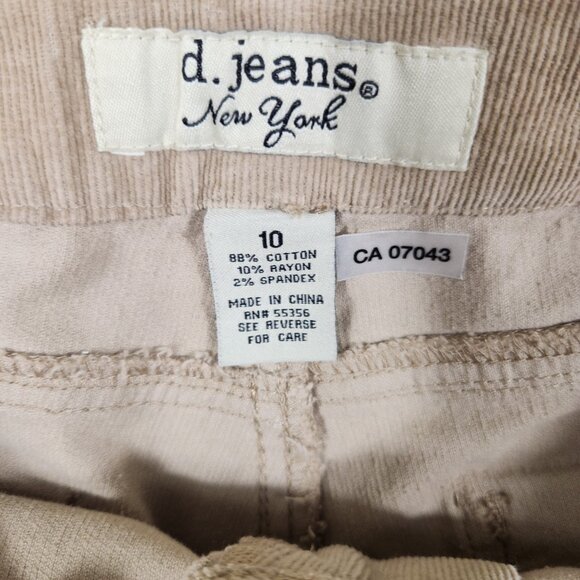 d.jeans®
New York
10
88% COTTON
10% RAYON
2% SPANDEX
MADE IN CHINA
RN# 55356
SEE REVERSE
FOR CARE
CA 07043